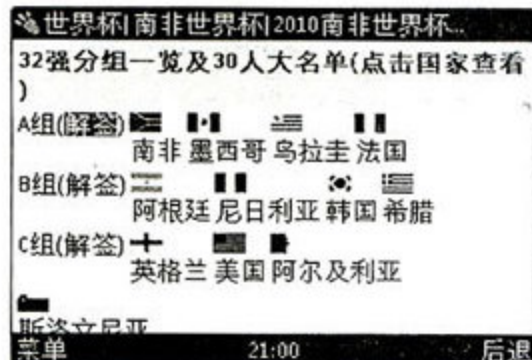 世界杯|南非世界杯|2010南非世界杯...
32强分组一览及30人大名单(点击国家查看
)
A组(解签)
南非 墨西哥 乌拉圭 法国
B组(解签)
阿根廷 尼日利亚 韩国 希腊
C组(解签)
英格兰 美国 阿尔及利亚
斯洛文尼亚
菜单 21:00 后退